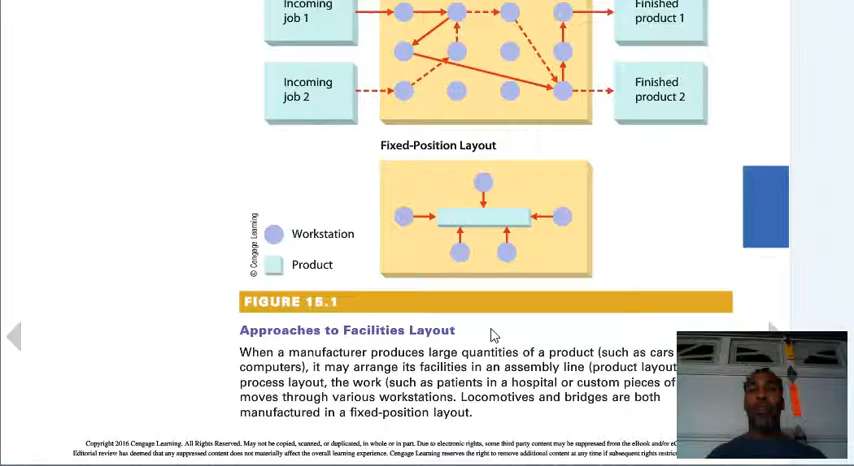 Incoming
job 1
Finished
product 1
Incoming
job 2
Finished
product 2
Fixed-Position Layout
© Cengage Learning
Workstation
Product
FIGURE 15.1
Approaches to Facilities Layout
When a manufacturer produces large quantities of a product (such as cars
computers), it may arrange its facilities in an assembly line (product layout
process layout, the work (such as patients in a hospital or custom pieces of
moves through various workstations. Locomotives and bridges are both
manufactured in a fixed-position layout.
Copyright 2016 Cengage Learning. All Rights Reserved. May not be copied, scanned, or duplicated, in whole or in part. Due to electronic rights, some third party content may be suppressed from the eBook and/or
Editorial review has deemed that any suppressed content does not materially affect the overall learning experience. Cengage Learning reserves the right to remove additional content at any time if subsequent rights